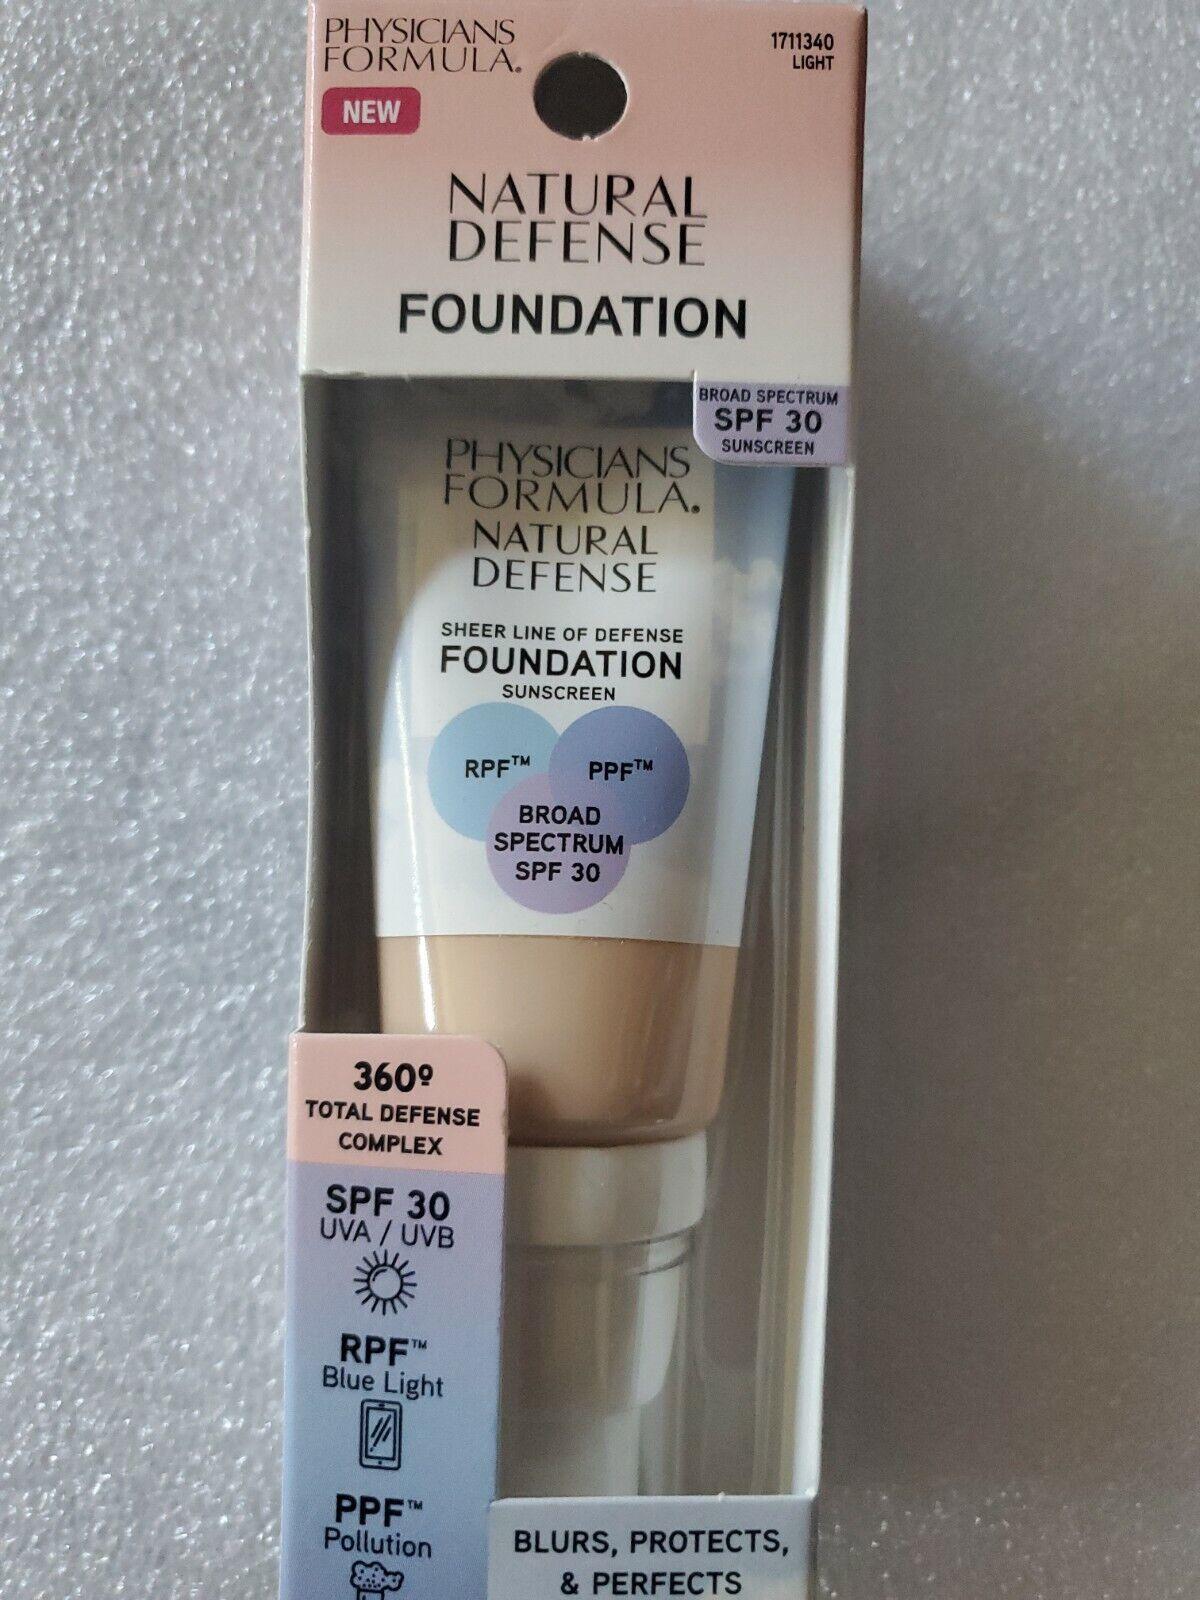 PHYSICIANS
FORMULA®
NEW
1711340
LIGHT
NATURAL
DEFENSE
FOUNDATION
BROAD SPECTRUM
SPF 30
SUNSCREEN
PHYSICIANS
FORMULA®
NATURAL
DEFENSE
SHEER LINE OF DEFENSE
FOUNDATION
SUNSCREEN
RPF™ PPF™
BROAD
SPECTRUM
SPF 30
360º
TOTAL DEFENSE
COMPLEX
SPF 30
UVA / UVB
RPF™
Blue Light
PPF™
Pollution
BLURS, PROTECTS,
& PERFECTS